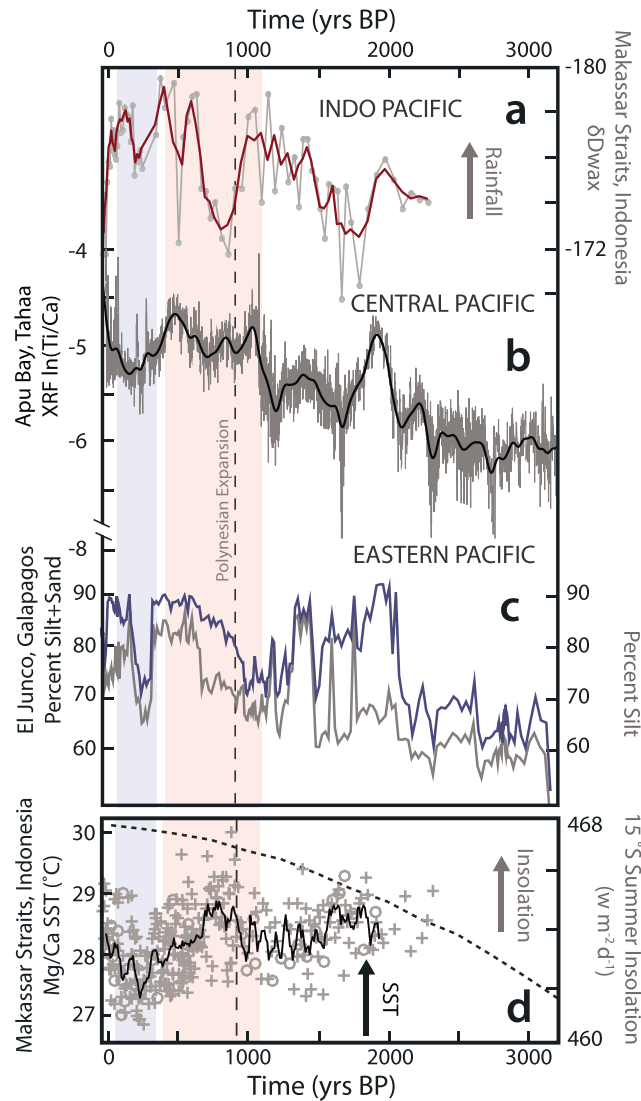 Time (yrs BP)
0
1000
2000
3000
INDO PACIFIC
a
Rainfall
-180
-172
Makassar Straits, Indonesia
δDwax
-4
-5
-6
-8
Apu Bay, Tahaa
XRF ln(Ti/Ca)
CENTRAL PACIFIC
b
Polynesian Expansion
EASTERN PACIFIC
c
90
80
70
60
El Junco, Galapagos
Percent Silt+Sand
90
80
70
60
Percent Silt
30
29
28
27
Makassar Straits, Indonesia
Mg/Ca SST (˚C)
468
460
Insolation
15 ˚S Summer Insolation
(w m-2 d-1)
SST
d
0
1000
2000
3000
Time (yrs BP)